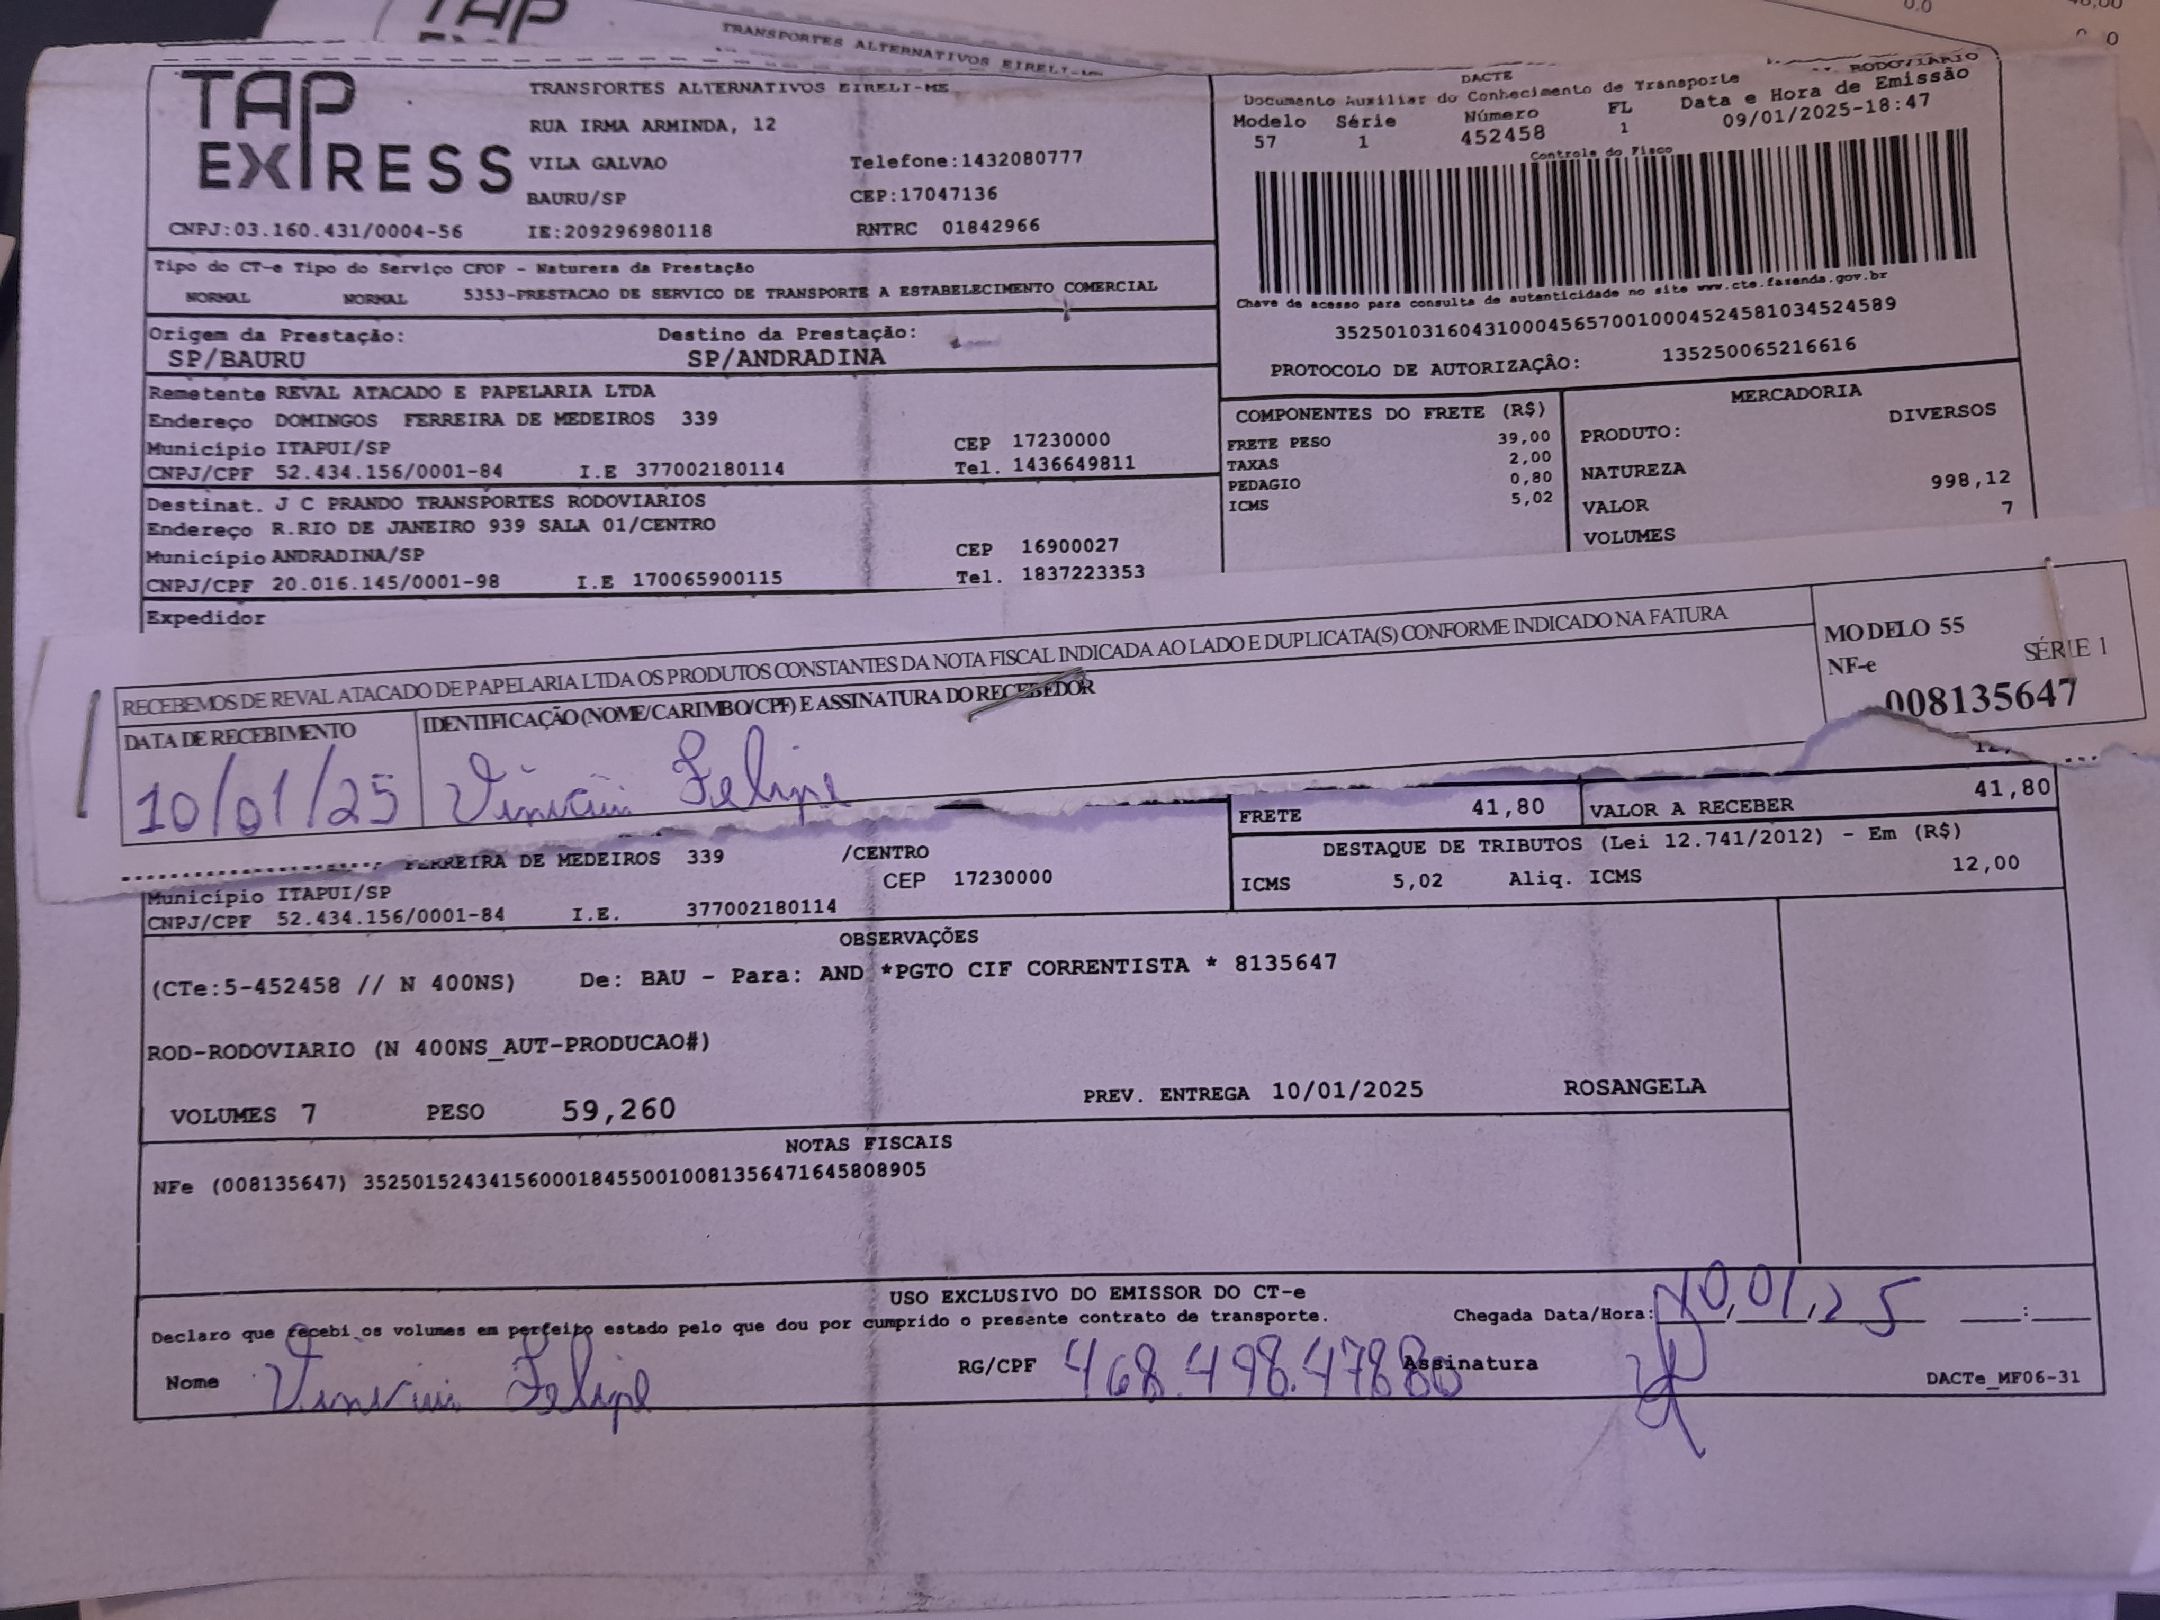 TRANSPORTES ALTERNATIVOS EIRELI-ME
TAP
EXPRESS
TRANSPORTES ALTERNATIVOS EIRELI-ME
RUA IRMA ARMINDA, 12
VILA GALVAO Telefone:1432080777
BAURU/SP CEP:17047136
CNPJ:03.160.431/0004-56 IE:209296980118 RNTRC 01842966
DACTE RODOVIARIO
Documento Auxiliar do Conhecimento de Transporte
Modelo Série Número FL Data e Hora de Emissão
57 1 452458 1 09/01/2025-18:47
Controle do Fisco
Chave de acesso para consulta de autenticidade no site www.cte.fazenda.gov.br
35250103160431000456570010004524581034524589
PROTOCOLO DE AUTORIZAÇÃO: 135250065216616
Tipo do CT-e Tipo do Serviço CFOP - Natureza da Prestação
NORMAL NORMAL 5353-PRESTACAO DE SERVICO DE TRANSPORTE A ESTABELECIMENTO COMERCIAL
Origem da Prestação: Destino da Prestação:
SP/BAURU SP/ANDRADINA
Remetente REVAL ATACADO E PAPELARIA LTDA
Endereço DOMINGOS FERREIRA DE MEDEIROS 339
Município ITAPUI/SP CEP 17230000
CNPJ/CPF 52.434.156/0001-84 I.E 377002180114 Tel. 1436649811
Destinat. J C PRANDO TRANSPORTES RODOVIARIOS
Endereço R.RIO DE JANEIRO 939 SALA 01/CENTRO
Município ANDRADINA/SP CEP 16900027
CNPJ/CPF 20.016.145/0001-98 I.E 170065900115 Tel. 1837223353
Expedidor
COMPONENTES DO FRETE (R$)
FRETE PESO 39,00
TAXAS 2,00
PEDAGIO 0,80
ICMS 5,02
MERCADORIA
PRODUTO: DIVERSOS
NATUREZA
VALOR 998,12
VOLUMES 7
RECEBEMOS DE REVAL ATACADO DE PAPELARIA LTDA OS PRODUTOS CONSTANTES DA NOTA FISCAL INDICADA AO LADO E DUPLICATA(S) CONFORME INDICADO NA FATURA
DATA DE RECEBIMENTO IDENTIFICAÇÃO (NOME/CARIMBO/CPF) E ASSINATURA DO RECEBEDOR
10/01/25 Vinicius Felipe
MODELO 55
NF-e SÉRIE 1
008135647
FRETE 41,80 VALOR A RECEBER 41,80
DESTAQUE DE TRIBUTOS (Lei 12.741/2012) - Em (R$)
ICMS 5,02 Aliq. ICMS 12,00
FERREIRA DE MEDEIROS 339 /CENTRO
Município ITAPUI/SP CEP 17230000
CNPJ/CPF 52.434.156/0001-84 I.E. 377002180114
OBSERVAÇÕES
(CTe:5-452458 // N 400NS) De: BAU - Para: AND *PGTO CIF CORRENTISTA * 8135647
ROD-RODOVIARIO (N 400NS_AUT-PRODUCAO#)
VOLUMES 7 PESO 59,260 PREV. ENTREGA 10/01/2025 ROSANGELA
NOTAS FISCAIS
NFe (008135647) 35250152434156000184550010081356471645808905
USO EXCLUSIVO DO EMISSOR DO CT-e
Declaro que recebi os volumes em perfeito estado pelo que dou por cumprido o presente contrato de transporte. Chegada Data/Hora: 10,01,25 :
Nome Vinicius Felipe RG/CPF 468.498.47880 Assinatura
DACTe_MF06-31